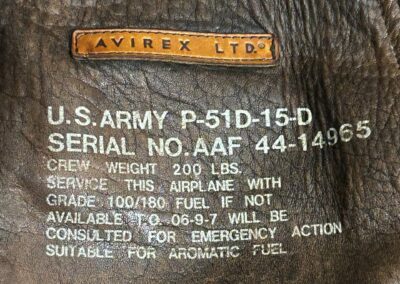 AVIREX LTD.®
U.S. ARMY P-51D-15-D
SERIAL NO. AAF 44-14965
CREW WEIGHT 200 LBS.
SERVICE THIS AIRPLANE WITH
GRADE 100/180 FUEL IF NOT
AVAILABLE T.O. 06-9-7 WILL BE
CONSULTED FOR EMERGENCY ACTION
SUITABLE FOR AROMATIC FUEL